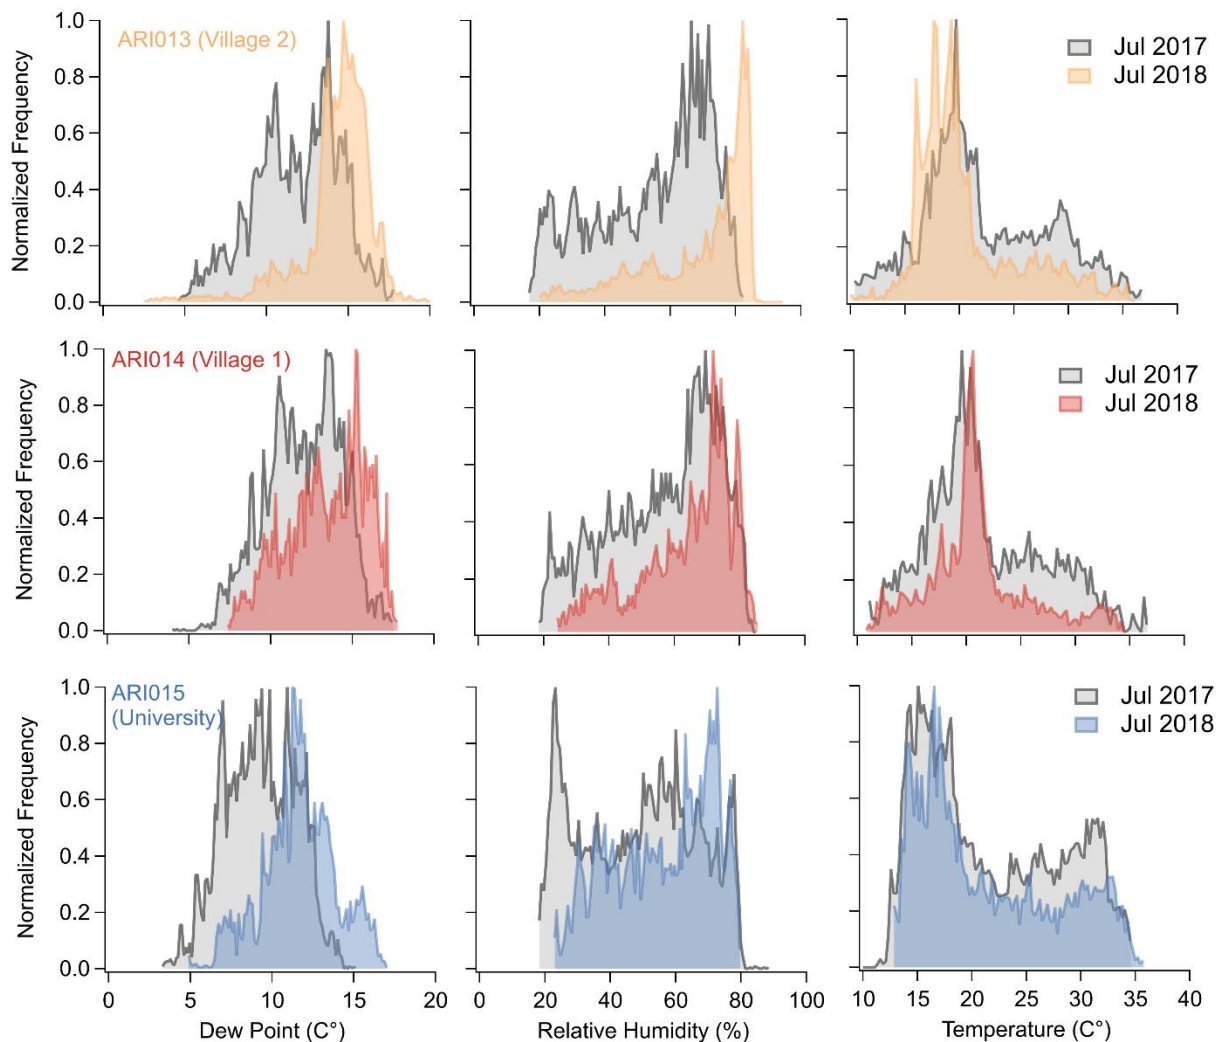 1.0
0.8
0.6
0.4
0.2
0.0
Normalized Frequency
ARI013 (Village 2)
Jul 2017
Jul 2018
1.0
0.8
0.6
0.4
0.2
0.0
Normalized Frequency
ARI014 (Village 1)
Jul 2017
Jul 2018
1.0
0.8
0.6
0.4
0.2
0.0
Normalized Frequency
ARI015
(University)
Jul 2017
Jul 2018
0 5 10 15 20
Dew Point (C°)
0 20 40 60 80 100
Relative Humidity (%)
10 15 20 25 30 35 40
Temperature (C°)